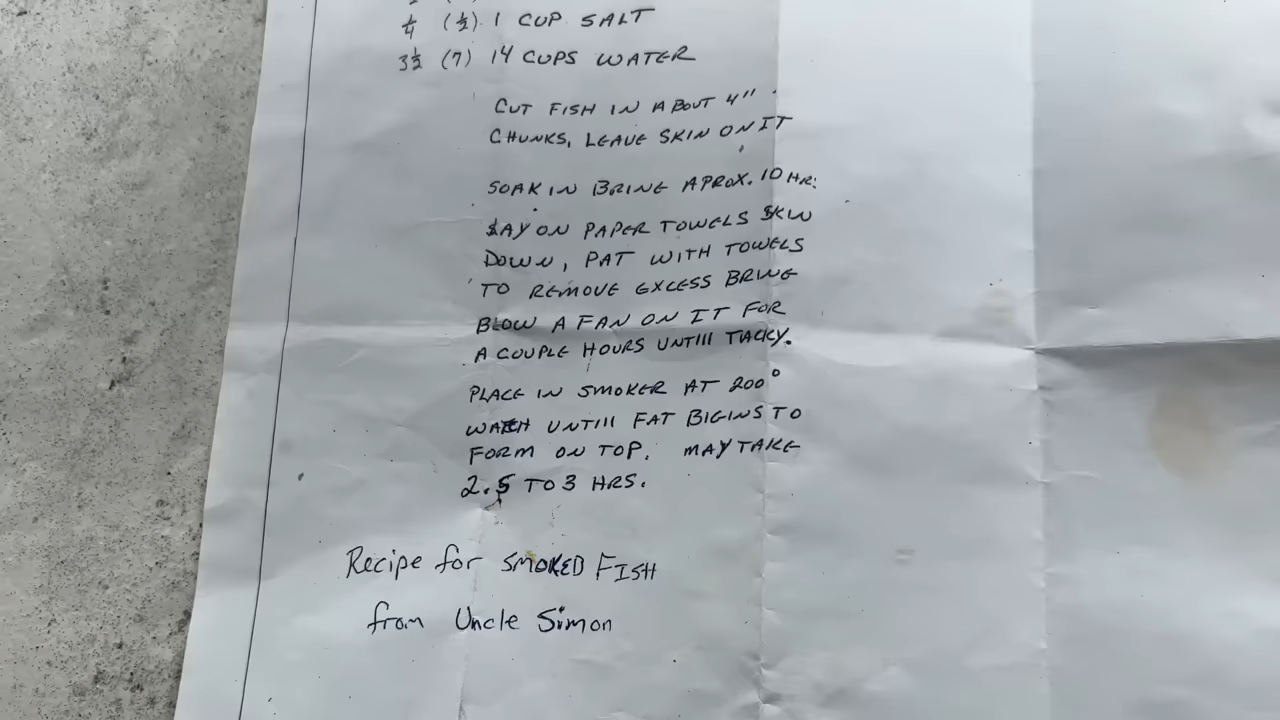 ¼ (½) 1 CUP SALT
3½ (7) 14 CUPS WATER
CUT FISH IN ABOUT 4"
CHUNKS, LEAVE SKIN ON IT
SOAK IN BRINE APROX. 10 HR.
LAY ON PAPER TOWELS SKIN
DOWN, PAT WITH TOWELS
TO REMOVE EXCESS BRINE
BLOW A FAN ON IT FOR
A COUPLE HOURS UNTIll TACKY.
PLACE IN SMOKER AT 200°
WATCH UNTIll FAT BIGINS TO
FORM ON TOP. MAY TAKE
2.5 TO 3 HRS.
Recipe for SMOKED FISH
from Uncle Simon